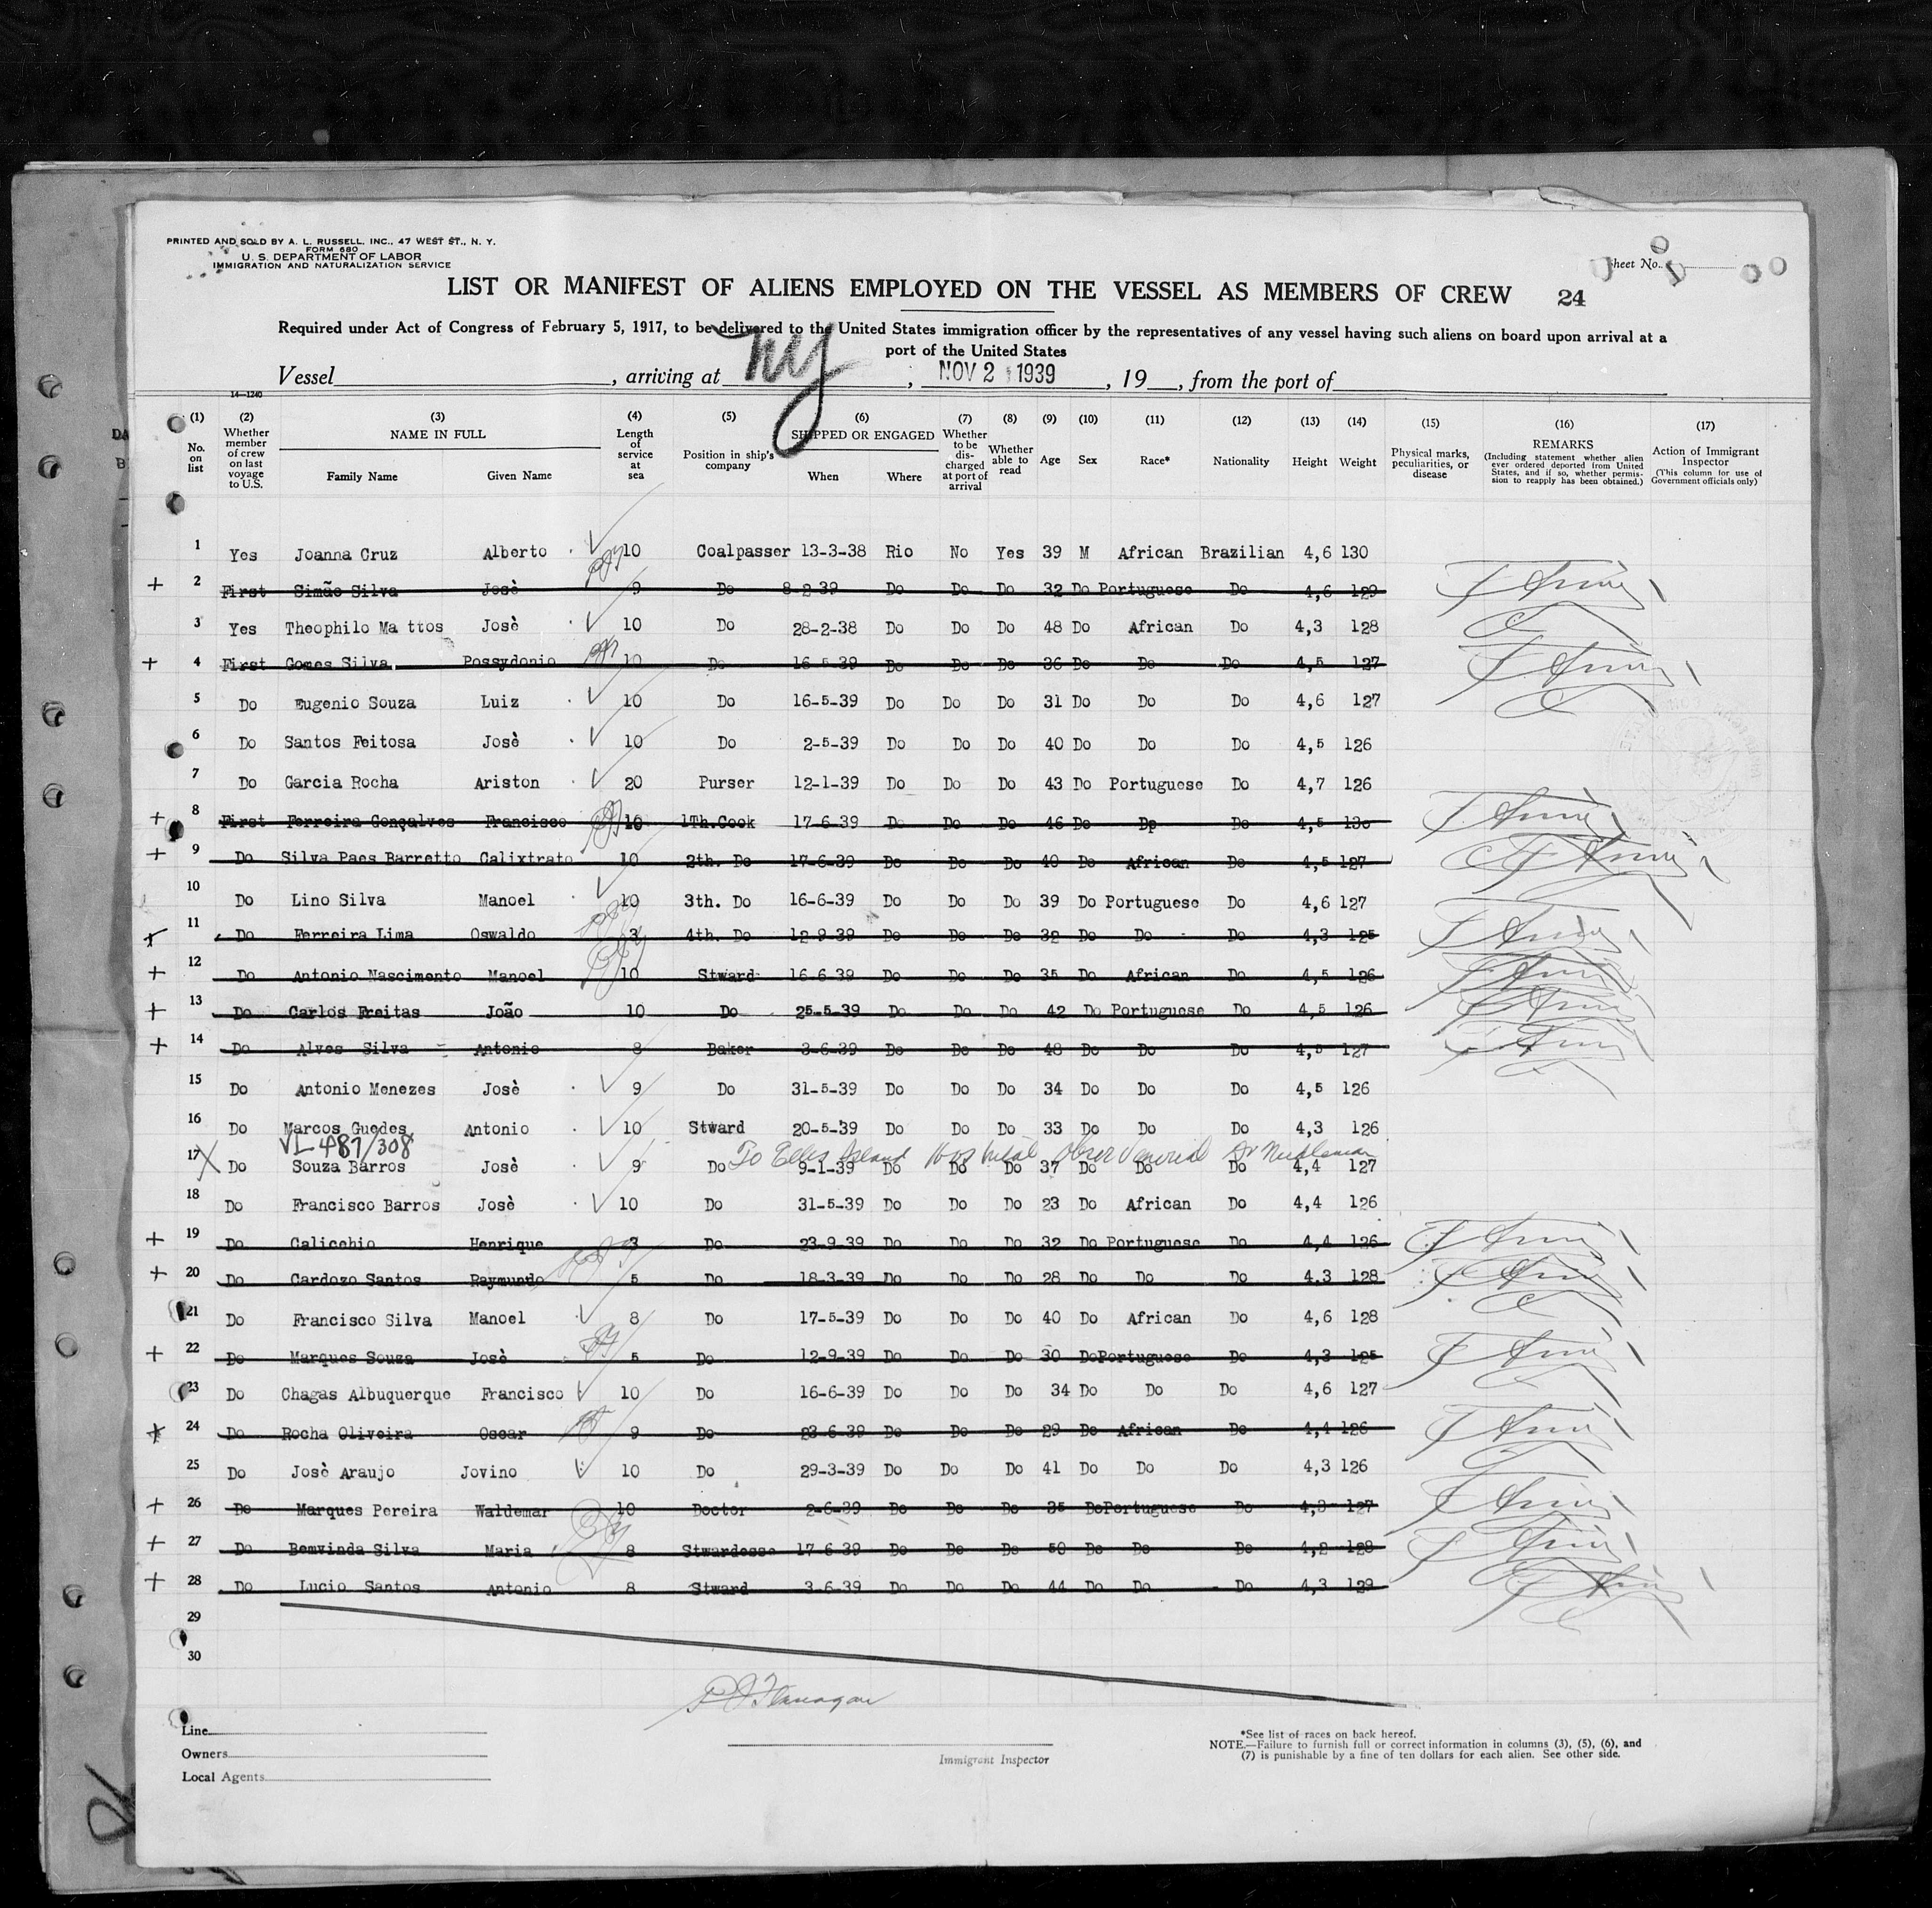 PRINTED AND SOLD BY A. L. RUSSELL, INC., 47 WEST ST., N. Y.
FORM 680
U. S. DEPARTMENT OF LABOR
IMMIGRATION AND NATURALIZATION SERVICE
Sheet No.
LIST OR MANIFEST OF ALIENS EMPLOYED ON THE VESSEL AS MEMBERS OF CREW 24
Required under Act of Congress of February 5, 1917, to be delivered to the United States immigration officer by the representatives of any vessel having such aliens on board upon arrival at a
port of the United States
Vessel , arriving at NY , NOV 2 1939 , 19 , from the port of
14—1240
(1) No. on list
(2) Whether member of crew on last voyage to U.S.
(3) NAME IN FULL Family Name Given Name
(4) Length of service at sea
(5) Position in ship's company
(6) SHIPPED OR ENGAGED When Where
(7) Whether to be discharged at port of arrival
(8) Whether able to read
(9) Age
(10) Sex
(11) Race*
(12) Nationality
(13) Height
(14) Weight
(15) Physical marks, peculiarities, or disease
(16) REMARKS (Including statement whether alien ever ordered deported from United States, and if so, whether permission to reapply has been obtained.)
(17) Action of Immigrant Inspector (This column for use of Government officials only)
1 Yes Joanna Cruz Alberto 10 Coalpasser 13-3-38 Rio No Yes 39 M African Brazilian 4,6 130
+ 2 First Simão Silva Josè 9 Do 8-2-39 Do Do Do 32 Do Portuguese Do 4,6 129
3 Yes Theophilo Ma ttos Josè 10 Do 28-2-38 Do Do Do 48 Do African Do 4,3 128
+ 4 First Gomes Silva Possydonio 10 Do 16-5-39 Do Do Do 36 Do Do Do 4,5 127
5 Do Eugenio Souza Luiz 10 Do 16-5-39 Do Do Do 31 Do Do Do 4,6 127
6 Do Santos Feitosa Josè 10 Do 2-5-39 Do Do Do 40 Do Do Do 4,5 126
7 Do Garcia Rocha Ariston 20 Purser 12-1-39 Do Do Do 43 Do Portuguese Do 4,7 126
+ 8 First Ferreira Gonçalves Francisco 10 1Th.Cook 17-6-39 Do Do Do 46 Do Do Do 4,5 130
+ 9 Do Silva Paes Barretto Calixtrato 10 2th. Do 17-6-39 Do Do Do 40 Do African Do 4,5 127
10 Do Lino Silva Manoel 10 3th. Do 16-6-39 Do Do Do 39 Do Portuguese Do 4,6 127
+ 11 Do Ferreira Lima Oswaldo 3 4th. Do 12-9-39 Do Do Do 32 Do Do Do 4,3 125
+ 12 Do Antonio Nascimento Manoel 10 Stward 16-6-39 Do Do Do 35 Do African Do 4,5 126
+ 13 Do Carlos Freitas João 10 Do 25-5-39 Do Do Do 42 Do Portuguese Do 4,5 126
+ 14 Do Alves Silva Antonio 8 Baker 3-6-39 Do Do Do 48 Do Do Do 4,5 127
15 Do Antonio Menezes Josè 9 Do 31-5-39 Do Do Do 34 Do Do Do 4,5 126
16 Do Marcos Guedes Antonio 10 Stward 20-5-39 Do Do Do 33 Do Do Do 4,3 126
VL 487/308 To Ellis Island Hospital Obser Venereal Dr Needleman
X 17 Do Souza Barros Josè 9 Do 9-1-39 Do Do Do 37 Do Do Do 4,4 127
18 Do Francisco Barros Josè 10 Do 31-5-39 Do Do Do 23 Do African Do 4,4 126
+ 19 Do Calicchio Henrique 3 Do 23-9-39 Do Do Do 32 Do Portuguese Do 4,4 126
+ 20 Do Cardozo Santos Raymundo 5 Do 18-3-39 Do Do Do 28 Do Do Do 4,3 128
21 Do Francisco Silva Manoel 8 Do 17-5-39 Do Do Do 40 Do African Do 4,6 128
+ 22 Do Marques Souza Josè 5 Do 12-9-39 Do Do Do 30 Do Portuguese Do 4,3 125
23 Do Chagas Albuquerque Francisco 10 Do 16-6-39 Do Do Do 34 Do Do Do 4,6 127
+ 24 Do Rocha Oliveira Oscar 9 Do 23-6-39 Do Do Do 29 Do African Do 4,4 126
25 Do Josè Araujo Jovino 10 Do 29-3-39 Do Do Do 41 Do Do Do 4,3 126
+ 26 Do Marques Pereira Waldemar 10 Doctor 2-6-39 Do Do Do 35 Do Portuguese Do 4,3 127
+ 27 Do Bemvinda Silva Maria 8 Stwardesse 17-6-39 Do Do Do 50 Do Do Do 4,2 128
+ 28 Do Lucio Santos Antonio 8 Stward 3-6-39 Do Do Do 44 Do Do Do 4,3 129
29
30
P J Flanagan
Line
Owners
Local Agents
Immigrant Inspector
*See list of races on back hereof.
NOTE.—Failure to furnish full or correct information in columns (3), (5), (6), and
(7) is punishable by a fine of ten dollars for each alien. See other side.